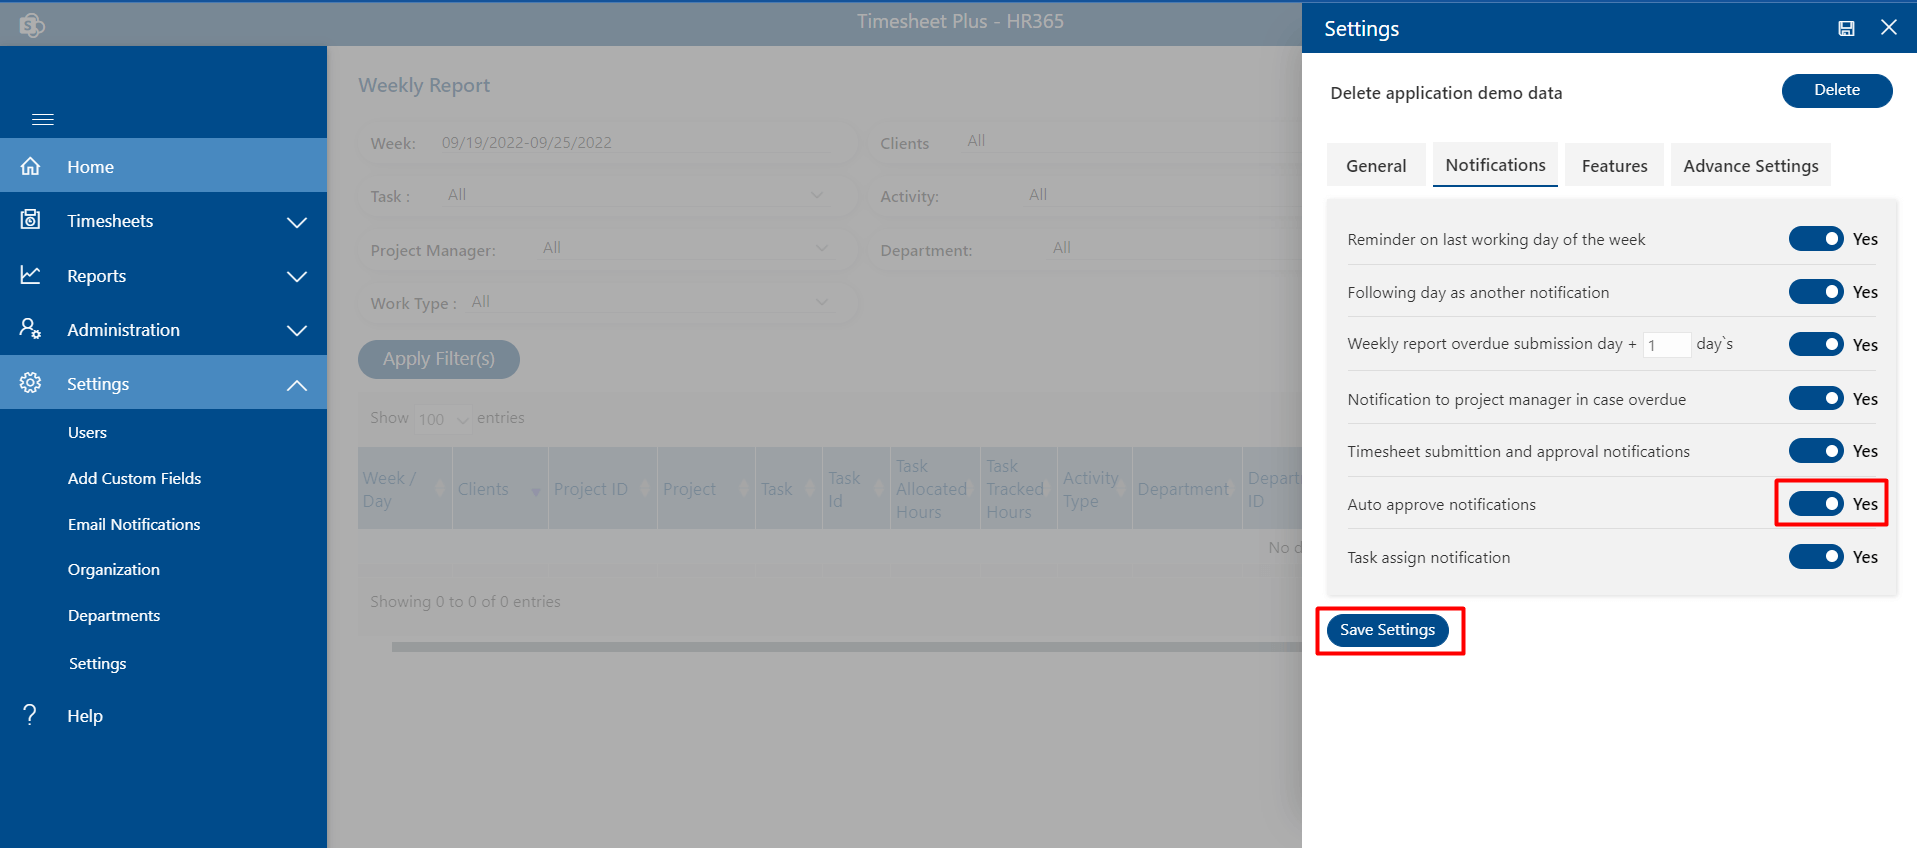 Timesheet Plus - HR365
Home
Timesheets
Reports
Administration
Settings
Users
Add Custom Fields
Email Notifications
Organization
Departments
Settings
Help
Weekly Report
Week: 09/19/2022-09/25/2022
Clients All
Task : All
Activity: All
Project Manager: All
Department: All
Work Type : All
Apply Filter(s)
Show 100 entries
Week / Day
Clients
Project ID
Project
Task
Task Id
Task Allocated Hours
Task Tracked Hours
Activity Type
Department
Depart ID
No d
Showing 0 to 0 of 0 entries
Settings
Delete application demo data
Delete
General
Notifications
Features
Advance Settings
Reminder on last working day of the week Yes
Following day as another notification Yes
Weekly report overdue submission day + 1 day`s Yes
Notification to project manager in case overdue Yes
Timesheet submittion and approval notifications Yes
Auto approve notifications Yes
Task assign notification Yes
Save Settings